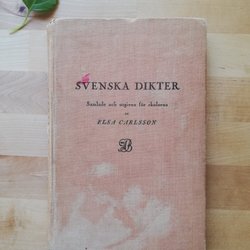 SVENSKA DIKTER
Samlade och utgivna för skolorna
av
ELSA CARLSSON